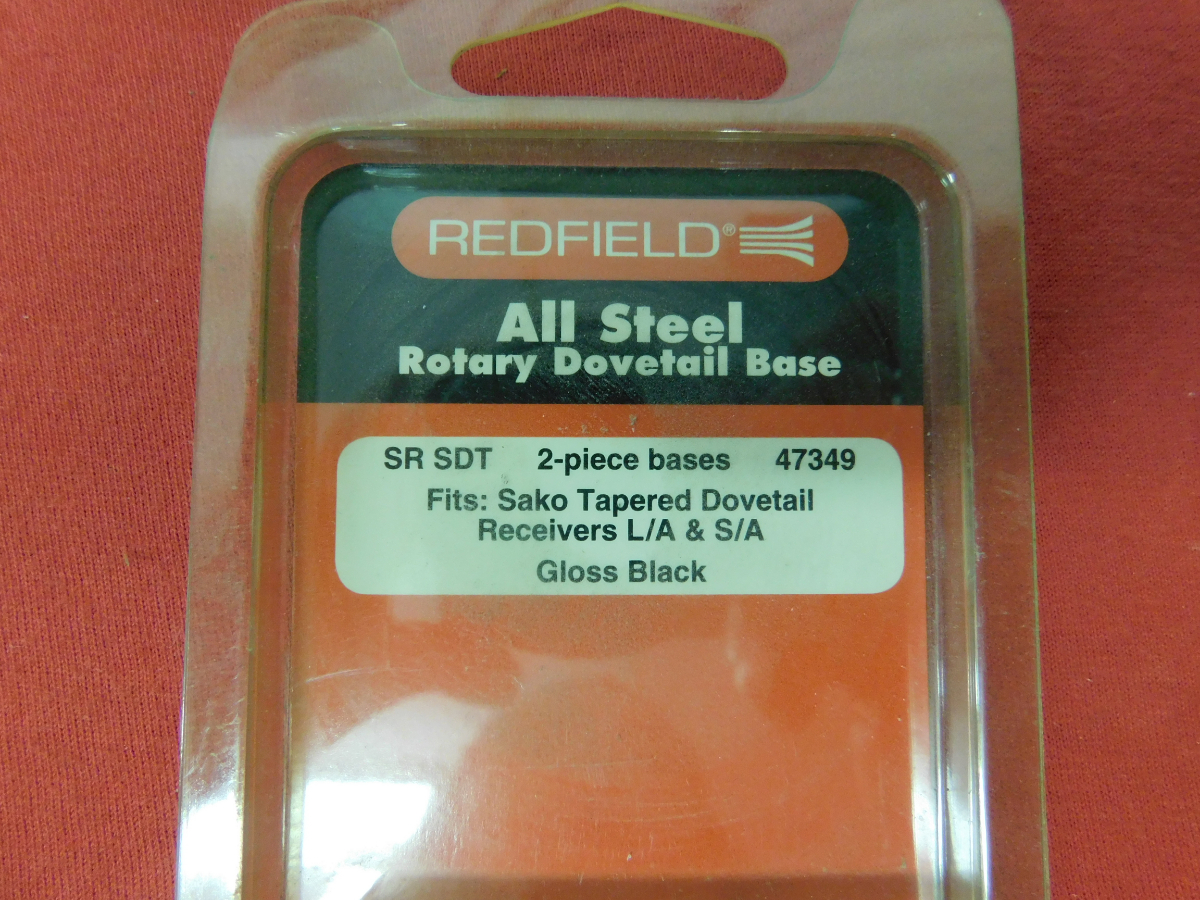 REDFIELD®
All Steel
Rotary Dovetail Base
SR SDT 2-piece bases 47349
Fits: Sako Tapered Dovetail
Receivers L/A & S/A
Gloss Black